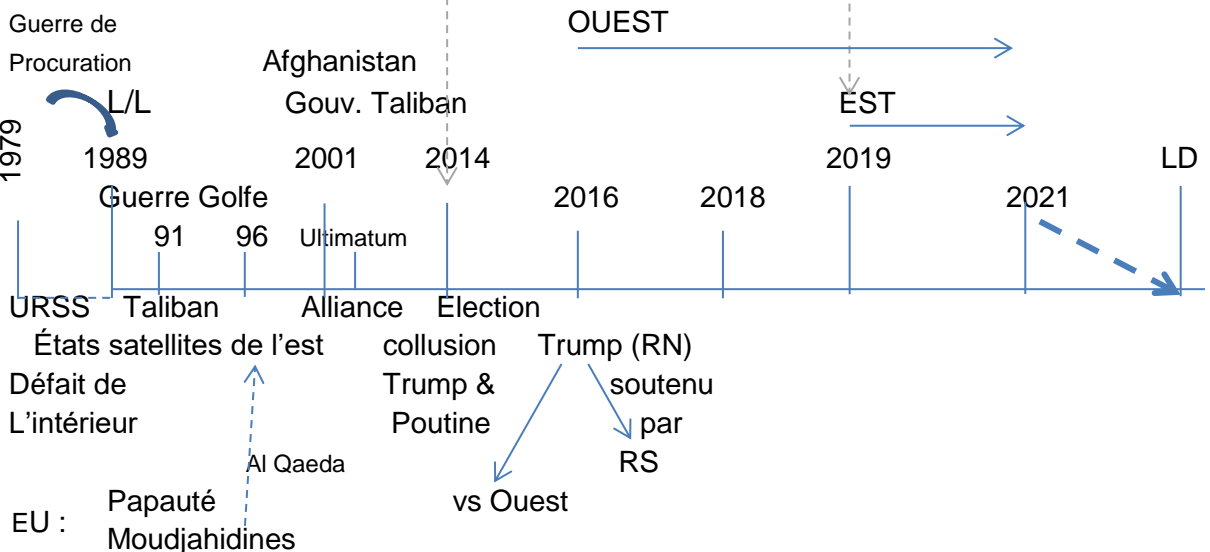 Guerre de OUEST
Procuration Afghanistan
L/L Gouv. Taliban EST
1979 1989 2001 2014 2019 LD
Guerre Golfe 2016 2018 2021
91 96 Ultimatum
URSS Taliban Alliance Election
États satellites de l’est collusion Trump (RN)
Défait de Trump & soutenu
L’intérieur Poutine par
Al Qaeda RS
Papauté vs Ouest
EU :
Moudjahidines